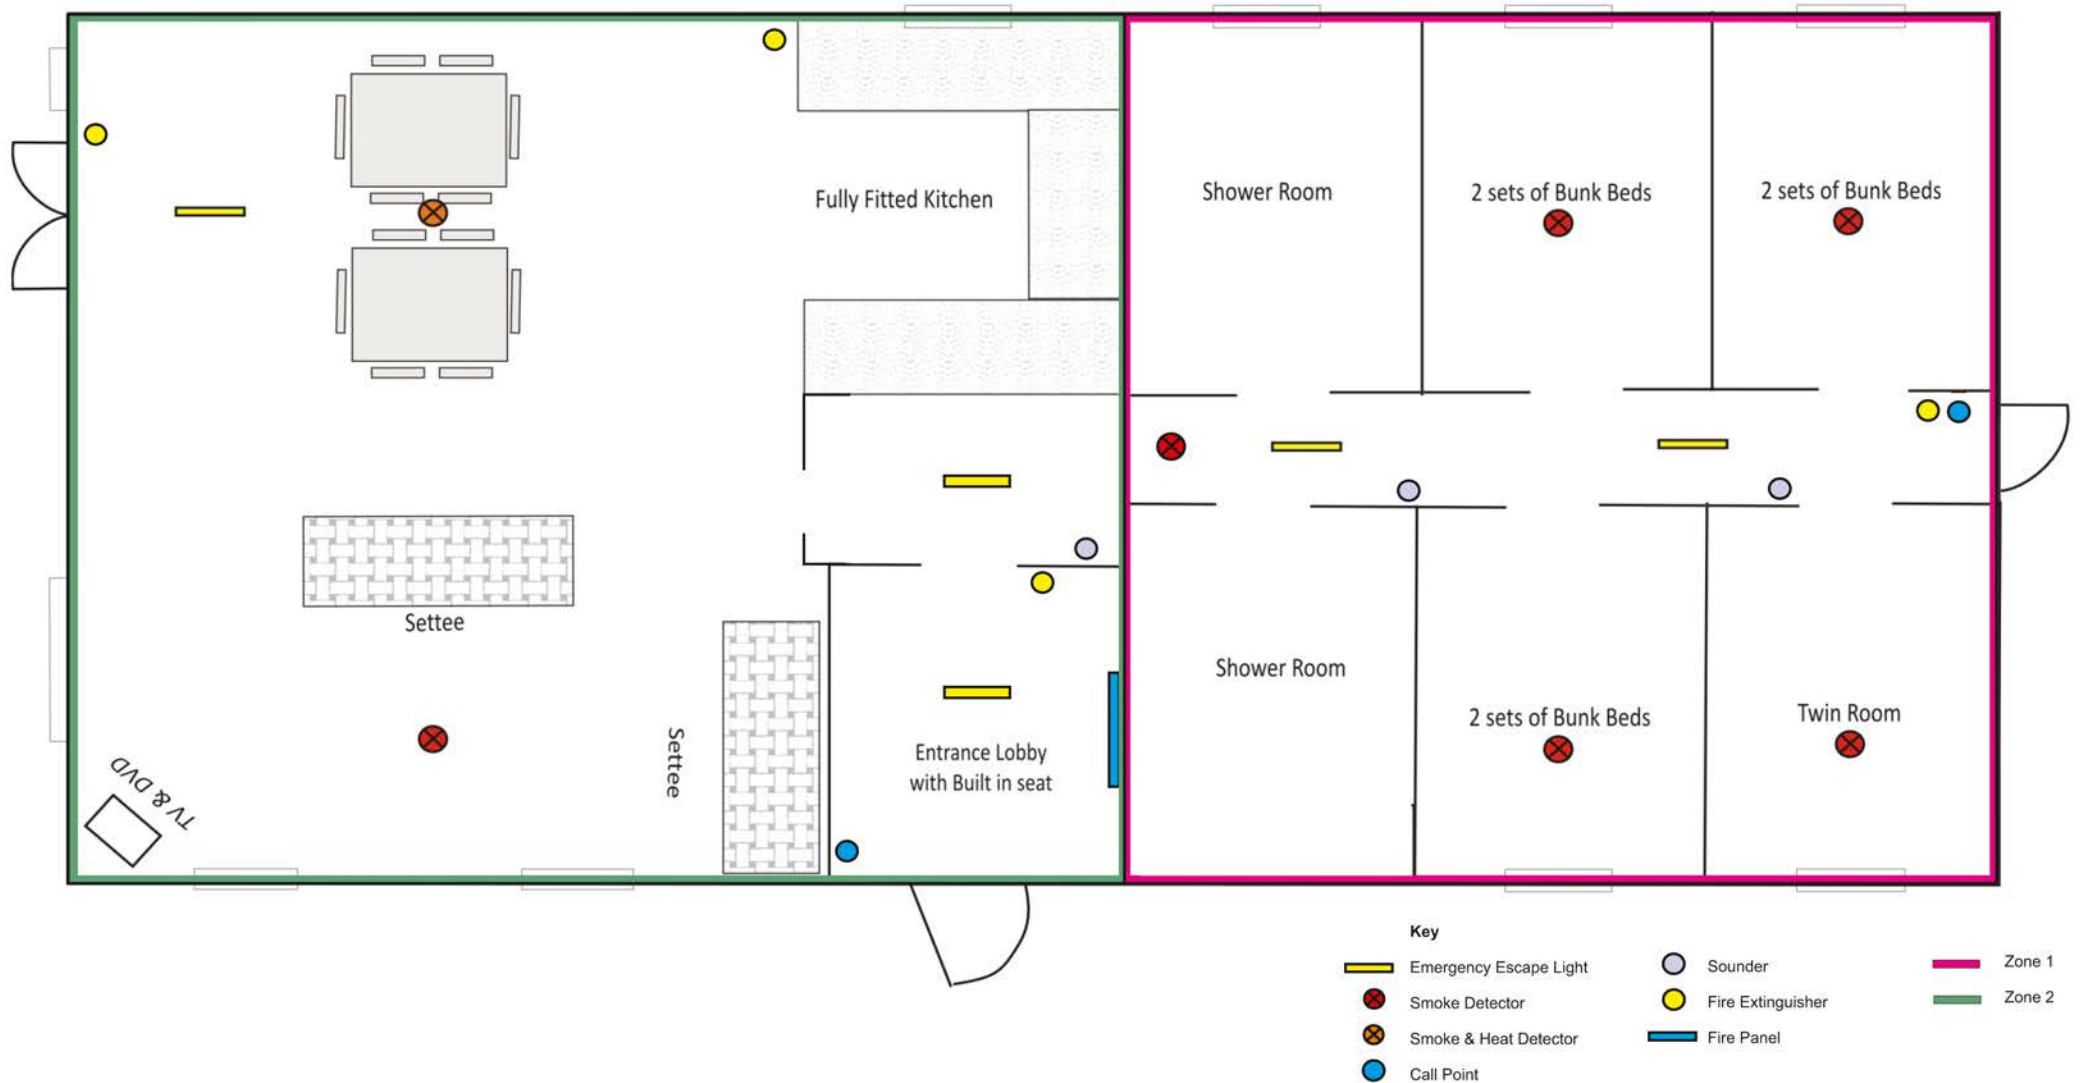 Fully Fitted Kitchen
Shower Room
2 sets of Bunk Beds
2 sets of Bunk Beds
Settee
Settee
TV & DVD
Entrance Lobby
with Built in seat
Shower Room
2 sets of Bunk Beds
Twin Room
Key
Emergency Escape Light
Smoke Detector
Smoke & Heat Detector
Call Point
Sounder
Fire Extinguisher
Fire Panel
Zone 1
Zone 2